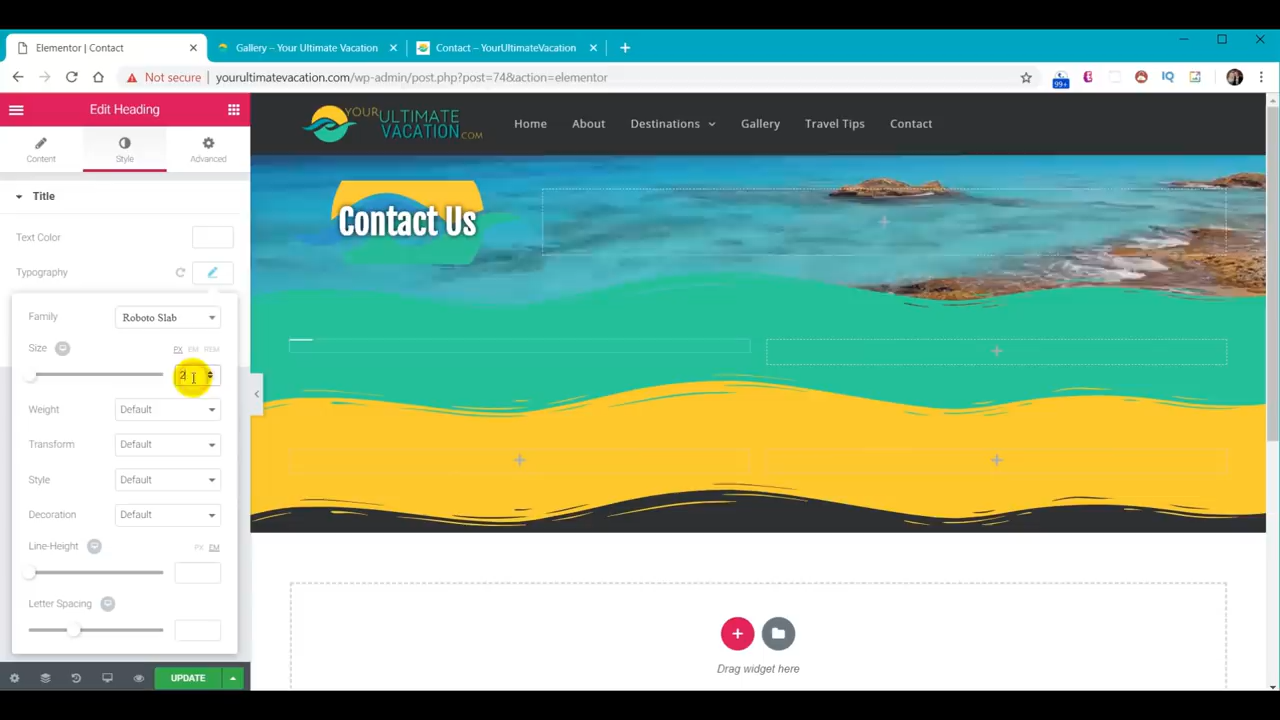 Elementor | Contact
Gallery – Your Ultimate Vacation
Contact – YourUltimateVacation
Not secure
yourultimatevacation.com/wp-admin/post.php?post=74&action=elementor
IQ
99+
Edit Heading
YOUR ULTIMATE
VACATION.COM
Home
About
Destinations
Gallery
Travel Tips
Contact
Content
Style
Advanced
Title
Text Color
Contact Us
Typography
Family
Roboto Slab
Size
PX EM REM
2
Weight
Default
Transform
Default
Style
Default
Decoration
Default
Line-Height
PX EM
Letter Spacing
Drag widget here
UPDATE